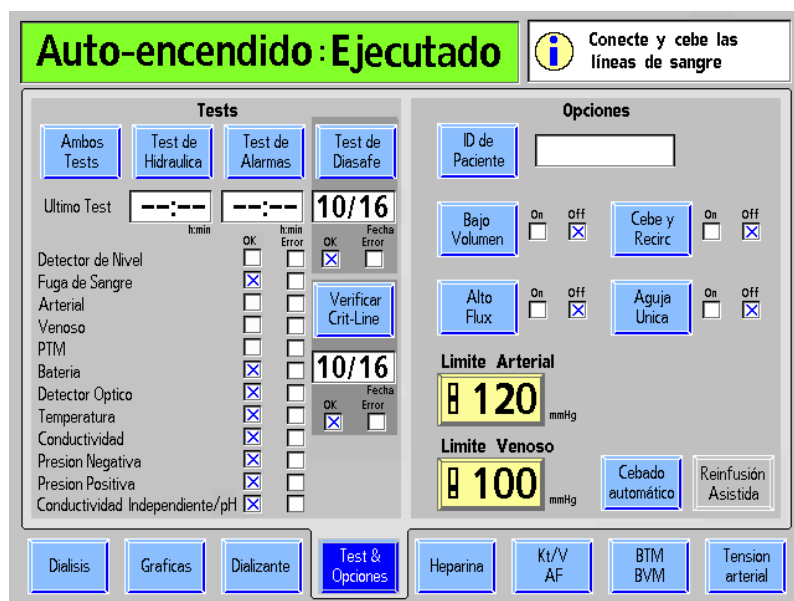 Auto-encendido:Ejecutado
Conecte y cebe las
líneas de sangre
Tests
Ambos
Tests
Test de
Hidraulica
Test de
Alarmas
Test de
Diasafe
Ultimo Test
--:--
--:--
10/16
h:min
h:min
Fecha
OK Error
OK Error
Detector de Nivel
Fuga de Sangre
Arterial
Venoso
PTM
Bateria
Detector Optico
Temperatura
Conductividad
Presion Negativa
Presion Positiva
Conductividad Independiente/pH
Verificar
Crit-Line
10/16
Fecha
OK Error
Opciones
ID de
Paciente
Bajo
Volumen
On Off
Cebe y
Recirc
On Off
Alto
Flux
On Off
Aguja
Unica
On Off
Limite Arterial
120 mmHg
Limite Venoso
100 mmHg
Cebado
automático
Reinfusión
Asistida
Dialisis
Graficas
Dializante
Test &
Opciones
Heparina
Kt/V
AF
BTM
BVM
Tension
arterial